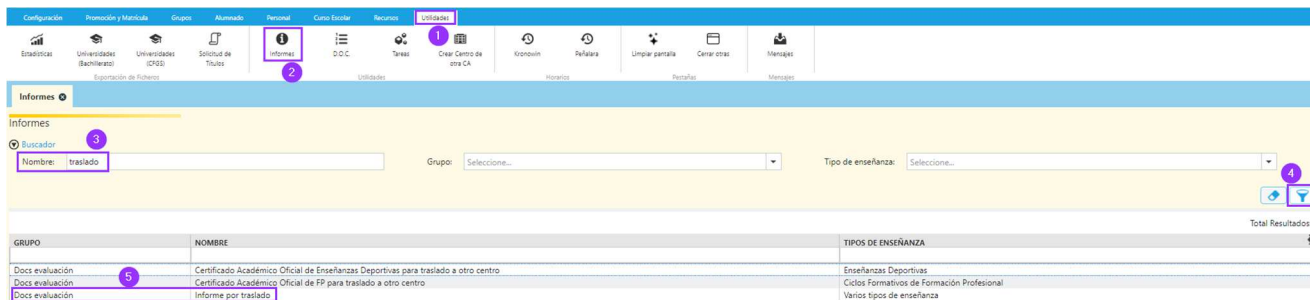 Configuración Promoción y Matrícula Grupos Alumnado Personal Curso Escolar Recursos Utilidades
1
Estadísticas Universidades (Bachillerato) Universidades (CFGS) Solicitud de Títulos Informes D.O.C. Tareas Crear Centro de otra CA Kronowin Peñalara Limpiar pantalla Cerrar otras Mensajes
2
Exportación de Ficheros Utilidades Horarios Pestañas Mensajes
Informes
Informes
3
Buscador
Nombre: traslado Grupo: Seleccione... Tipo de enseñanza: Seleccione...
4
Total Resultados
GRUPO NOMBRE TIPOS DE ENSEÑANZA
Docs evaluación Certificado Académico Oficial de Enseñanzas Deportivas para traslado a otro centro Enseñanzas Deportivas
5
Docs evaluación Certificado Académico Oficial de FP para traslado a otro centro Ciclos Formativos de Formación Profesional
Docs evaluación Informe por traslado Varios tipos de enseñanza